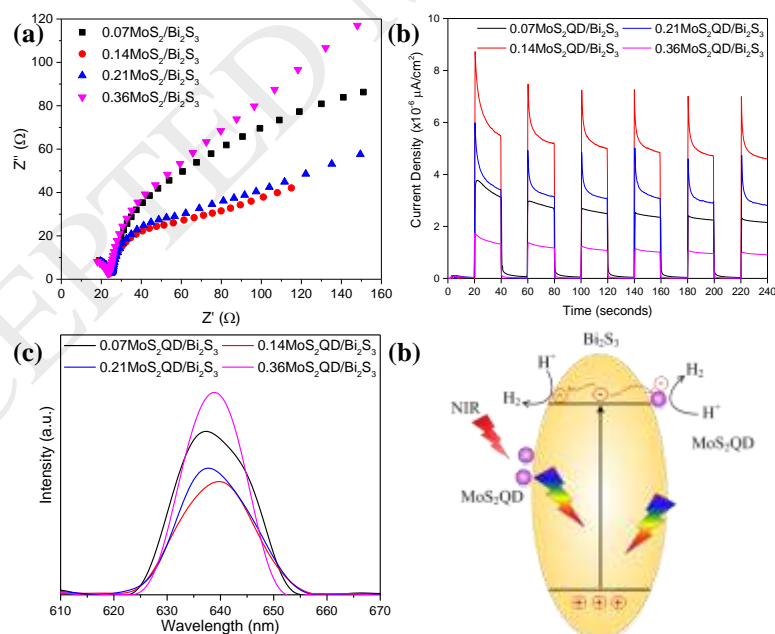 (a)
0.07MoS₂/Bi₂S₃
0.14MoS₂/Bi₂S₃
0.21MoS₂/Bi₂S₃
0.36MoS₂/Bi₂S₃
Z'' (Ω)
120
100
80
60
40
20
0
0 20 40 60 80 100 120 140 160
Z' (Ω)
(b)
0.07MoS₂QD/Bi₂S₃ 0.21MoS₂QD/Bi₂S₃
0.14MoS₂QD/Bi₂S₃ 0.36MoS₂QD/Bi₂S₃
Current Density (x10⁻⁶ μA/cm²)
10
8
6
4
2
0
0 20 40 60 80 100 120 140 160 180 200 220 240
Time (seconds)
(c)
0.07MoS₂QD/Bi₂S₃ 0.14MoS₂QD/Bi₂S₃
0.21MoS₂QD/Bi₂S₃ 0.36MoS₂QD/Bi₂S₃
Intensity (a.u.)
610 620 630 640 650 660 670
Wavelength (nm)
(b)
Bi₂S₃
H⁺
H₂
H₂
H⁺
NIR
MoS₂QD
MoS₂QD
- - -
+ + +
CEPTED M